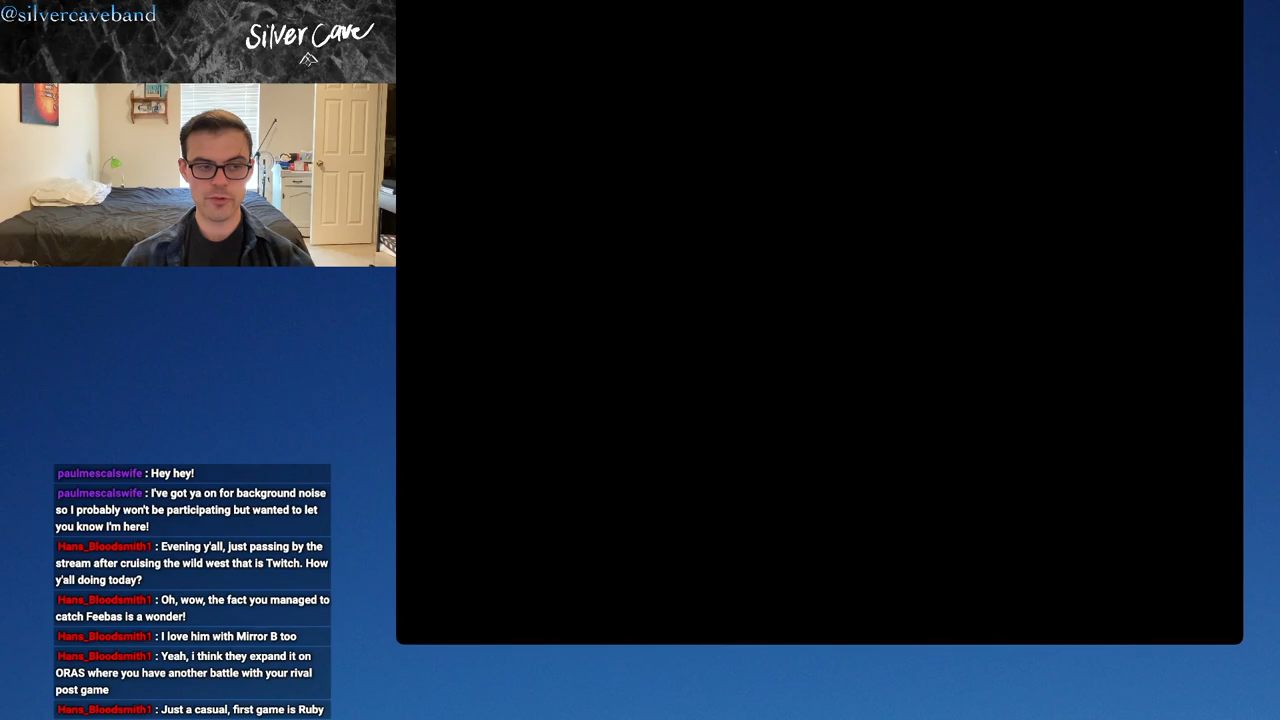 @silvercaveband
Silver Cave
paulmescalswife : Hey hey!
paulmescalswife : I've got ya on for background noise
so I probably won't be participating but wanted to let
you know I'm here!
Hans_Bloodsmith1 : Evening y'all, just passing by the
stream after cruising the wild west that is Twitch. How
y'all doing today?
Hans_Bloodsmith1 : Oh, wow, the fact you managed to
catch Feebas is a wonder!
Hans_Bloodsmith1 : I love him with Mirror B too
Hans_Bloodsmith1 : Yeah, i think they expand it on
ORAS where you have another battle with your rival
post game
Hans_Bloodsmith1 : Just a casual, first game is Ruby